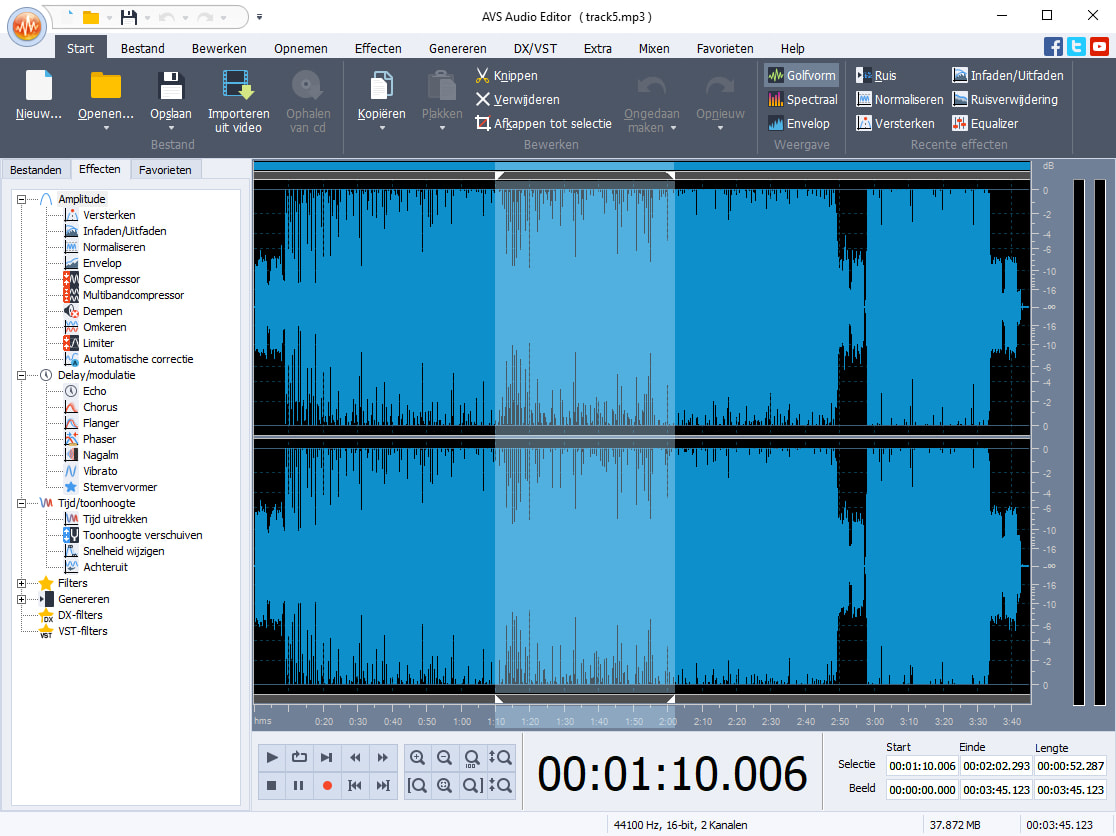 AVS Audio Editor ( track5.mp3 )
Start Bestand Bewerken Opnemen Effecten Genereren DX/VST Extra Mixen Favorieten Help
Nieuw... Openen... Opslaan Importeren uit video Ophalen van cd
Bestand
Kopiëren Plakken Knippen Verwijderen Afkappen tot selectie Ongedaan maken Opnieuw
Bewerken
Golfvorm
Spectraal
Envelop
Weergave
Ruis Infaden/Uitfaden
Normaliseren Ruisverwijdering
Versterken Equalizer
Recente effecten
Bestanden Effecten Favorieten
Amplitude
Versterken
Infaden/Uitfaden
Normaliseren
Envelop
Compressor
Multibandcompressor
Dempen
Omkeren
Limiter
Automatische correctie
Delay/modulatie
Echo
Chorus
Flanger
Phaser
Nagalm
Vibrato
Stemvervormer
Tijd/toonhoogte
Tijd uitrekken
Toonhoogte verschuiven
Snelheid wijzigen
Achteruit
Filters
Genereren
DX DX-filters
VST VST-filters
dB
0
-2
-4
-6
-10
-16
-∞
-16
-10
-6
-4
-2
0
0
-2
-4
-6
-10
-16
-∞
-16
-10
-6
-4
-2
0
hms 0:20 0:30 0:40 0:50 1:00 1:10 1:20 1:30 1:40 1:50 2:00 2:10 2:20 2:30 2:40 2:50 3:00 3:10 3:20 3:30 3:40
100
00:01:10.006
Start Einde Lengte
Selectie 00:01:10.006 00:02:02.293 00:00:52.287
Beeld 00:00:00.000 00:03:45.123 00:03:45.123
44100 Hz, 16-bit, 2 Kanalen 37.872 MB 00:03:45.123